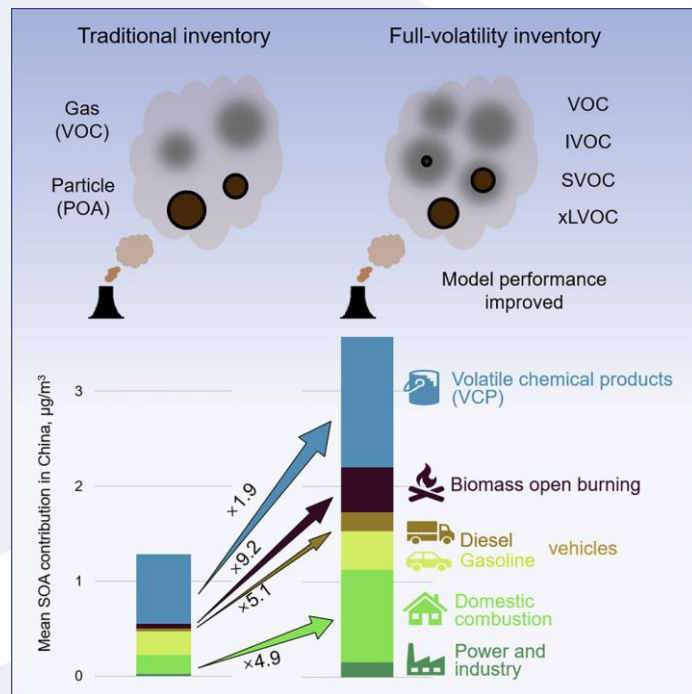 Traditional inventory
Full-volatility inventory
Gas
(VOC)
Particle
(POA)
VOC
IVOC
SVOC
xLVOC
Model performance
improved
Mean SOA contribution in China, µg/m³
3
2
1
0
×1.9
×9.2
×5.1
×4.9
Volatile chemical products
(VCP)
Biomass open burning
Diesel
Gasoline
vehicles
Domestic
combustion
Power and
industry